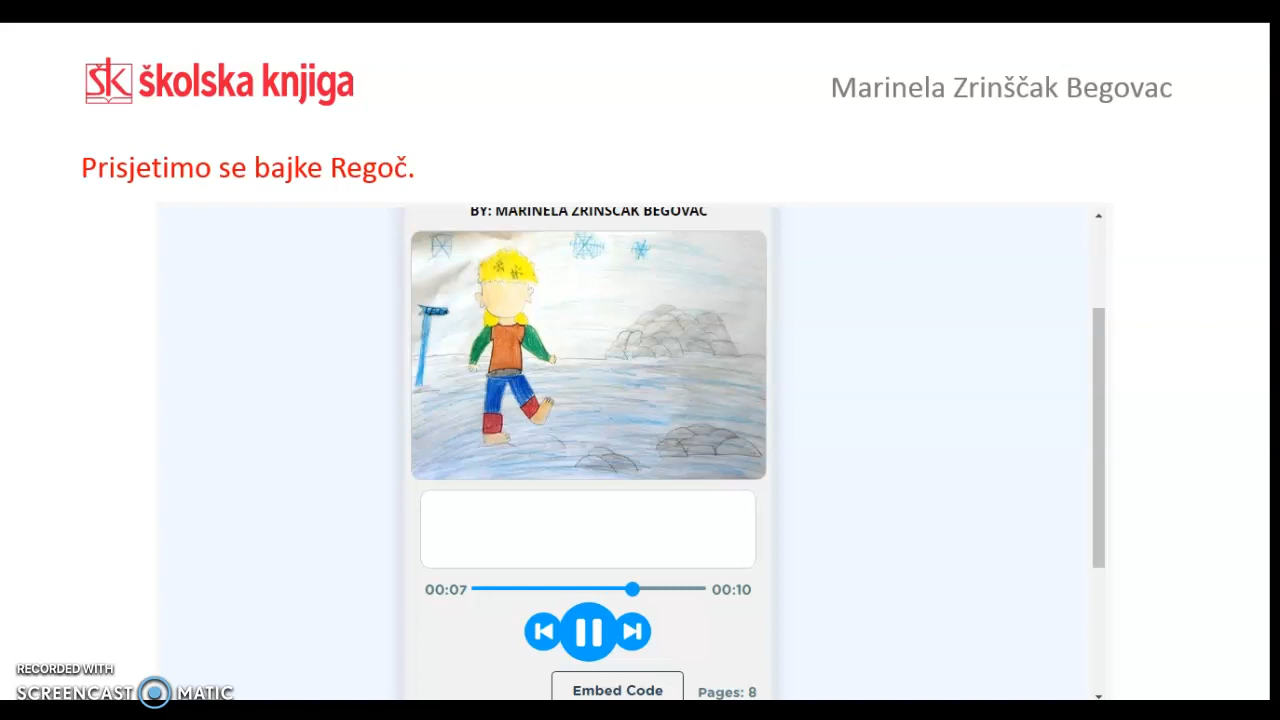 šk školska knjiga
Marinela Zrinščak Begovac
Prisjetimo se bajke Regoč.
BY: MARINELA ZRINSCAK BEGOVAC
00:07
00:10
Embed Code
Pages: 8
RECORDED WITH
SCREENCAST MATIC